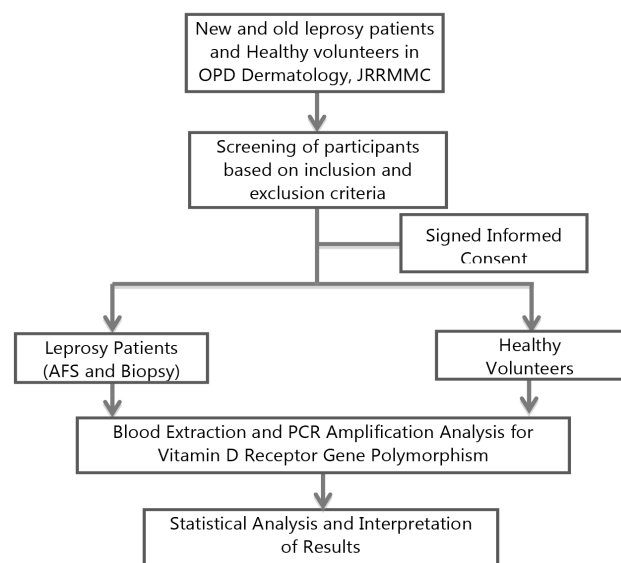 New and old leprosy patients
and Healthy volunteers in
OPD Dermatology, JRRMMC
Screening of participants
based on inclusion and
exclusion criteria
Signed Informed
Consent
Leprosy Patients
(AFS and Biopsy)
Healthy
Volunteers
Blood Extraction and PCR Amplification Analysis for
Vitamin D Receptor Gene Polymorphism
Statistical Analysis and Interpretation
of Results